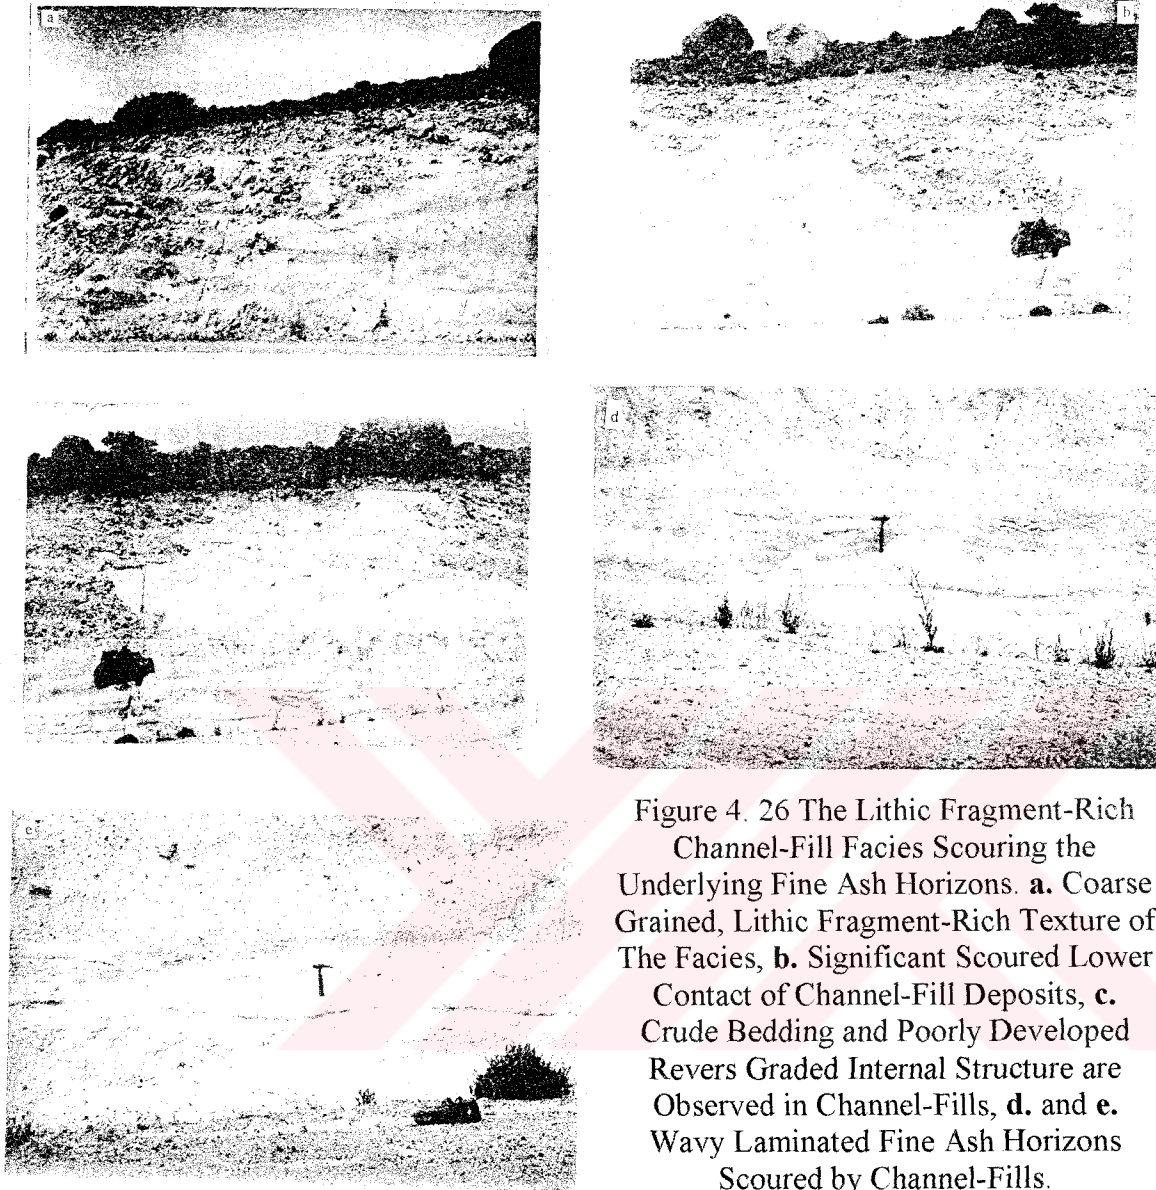 a
b
d
e
Figure 4. 26 The Lithic Fragment-Rich
Channel-Fill Facies Scouring the
Underlying Fine Ash Horizons. a. Coarse
Grained, Lithic Fragment-Rich Texture of
The Facies, b. Significant Scoured Lower
Contact of Channel-Fill Deposits, c.
Crude Bedding and Poorly Developed
Revers Graded Internal Structure are
Observed in Channel-Fills, d. and e.
Wavy Laminated Fine Ash Horizons
Scoured by Channel-Fills.